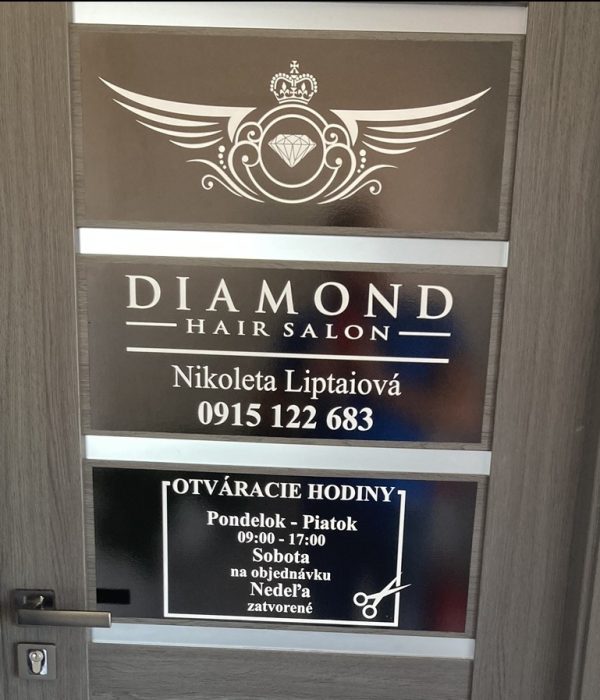 DIAMOND
HAIR SALON
Nikoleta Liptaiová
0915 122 683
OTVÁRACIE HODINY
Pondelok - Piatok
09:00 - 17:00
Sobota
na objednávku
Nedeľa
zatvorené